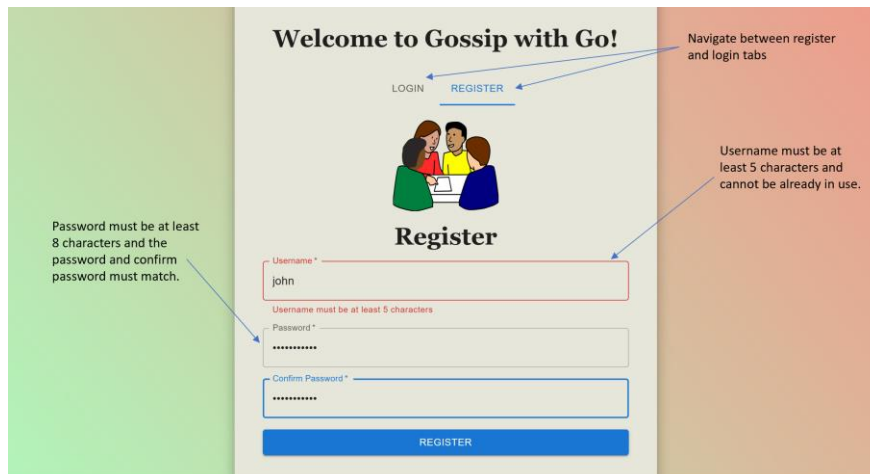 Welcome to Gossip with Go!
Navigate between register
and login tabs
LOGIN REGISTER
Username must be at
least 5 characters and
cannot be already in use.
Password must be at least
8 characters and the
password and confirm
password must match.
Register
Username *
john
Username must be at least 5 characters
Password *
•••••••••••
Confirm Password *
•••••••••••
REGISTER